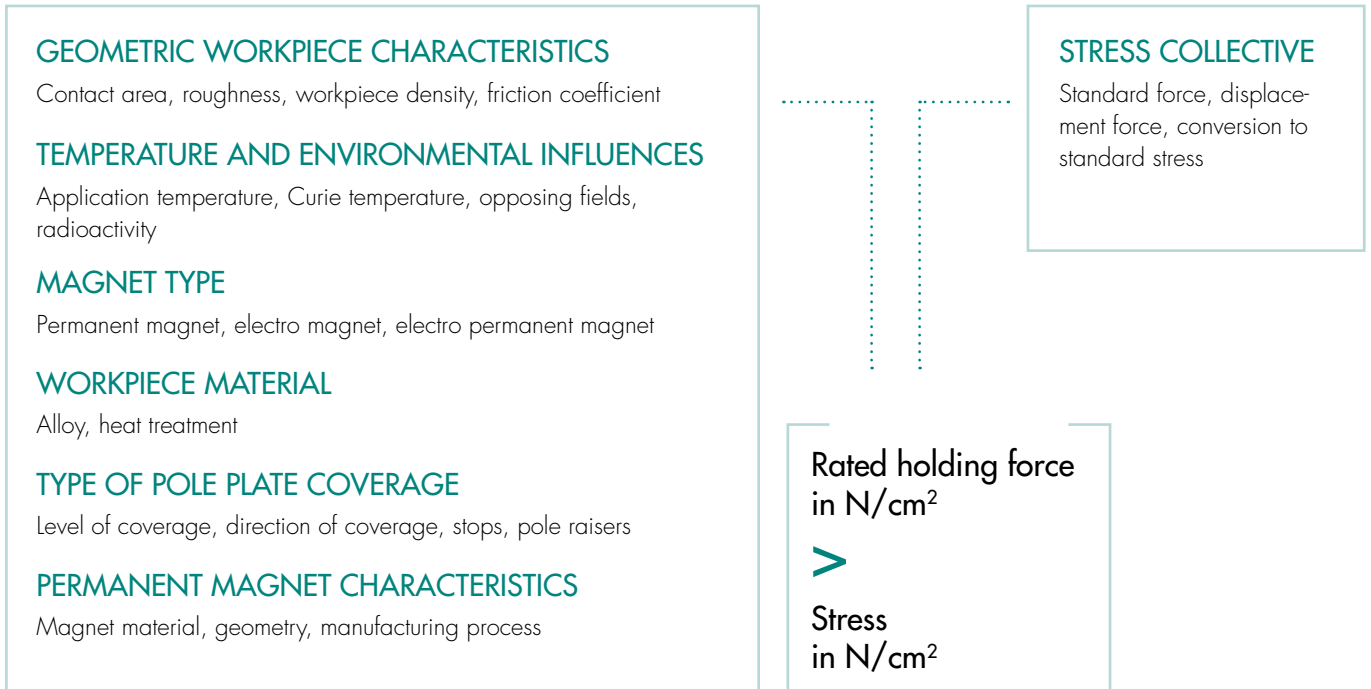 GEOMETRIC WORKPIECE CHARACTERISTICS
Contact area, roughness, workpiece density, friction coefficient
TEMPERATURE AND ENVIRONMENTAL INFLUENCES
Application temperature, Curie temperature, opposing fields,
radioactivity
MAGNET TYPE
Permanent magnet, electro magnet, electro permanent magnet
WORKPIECE MATERIAL
Alloy, heat treatment
TYPE OF POLE PLATE COVERAGE
Level of coverage, direction of coverage, stops, pole raisers
PERMANENT MAGNET CHARACTERISTICS
Magnet material, geometry, manufacturing process
STRESS COLLECTIVE
Standard force, displace-
ment force, conversion to
standard stress
Rated holding force
in N/cm²
>
Stress
in N/cm²